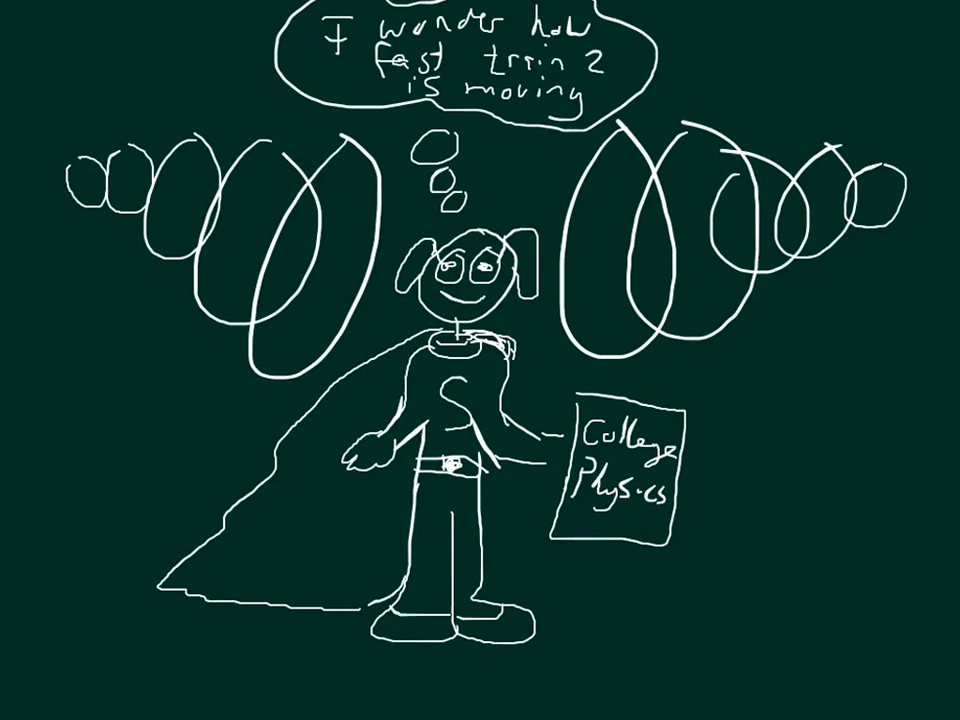 I wonder how
fast train 2
is moving
S
College
Physics